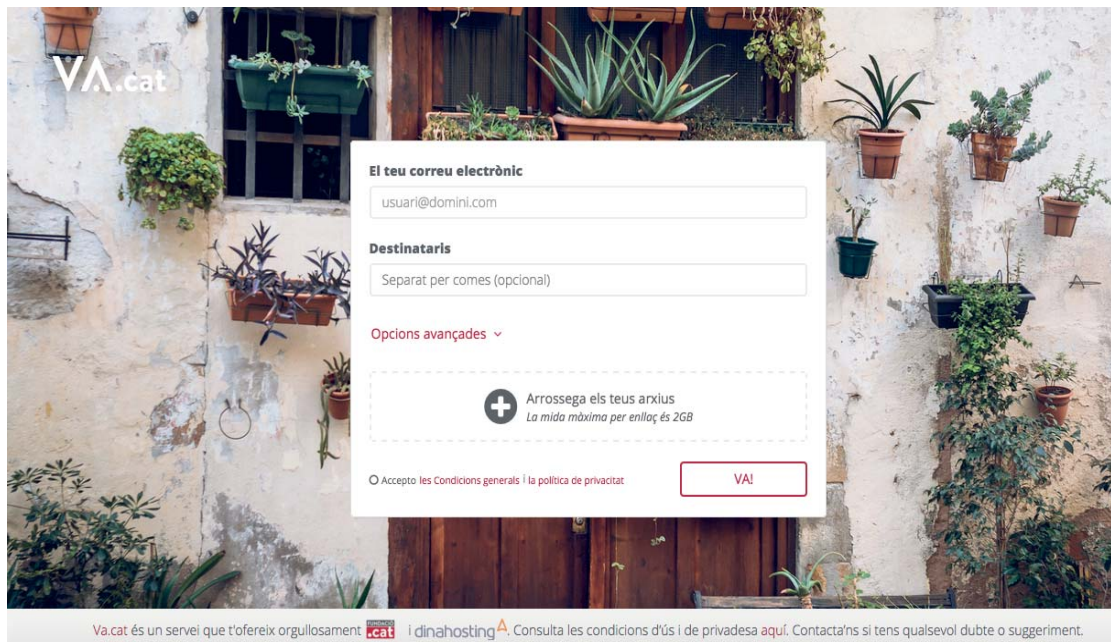 VA.cat
El teu correu electrònic
usuari@domini.com
Destinataris
Separat per comes (opcional)
Opcions avançades
Arrossega els teus arxius
La mida màxima per enllaç és 2GB
Accepto les Condicions generals i la política de privacitat
VA!
Va.cat és un servei que t'ofereix orgullosament FUNDACIÓ .cat i dinahosting. Consulta les condicions d'ús i de privadesa aquí. Contacta'ns si tens qualsevol dubte o suggeriment.